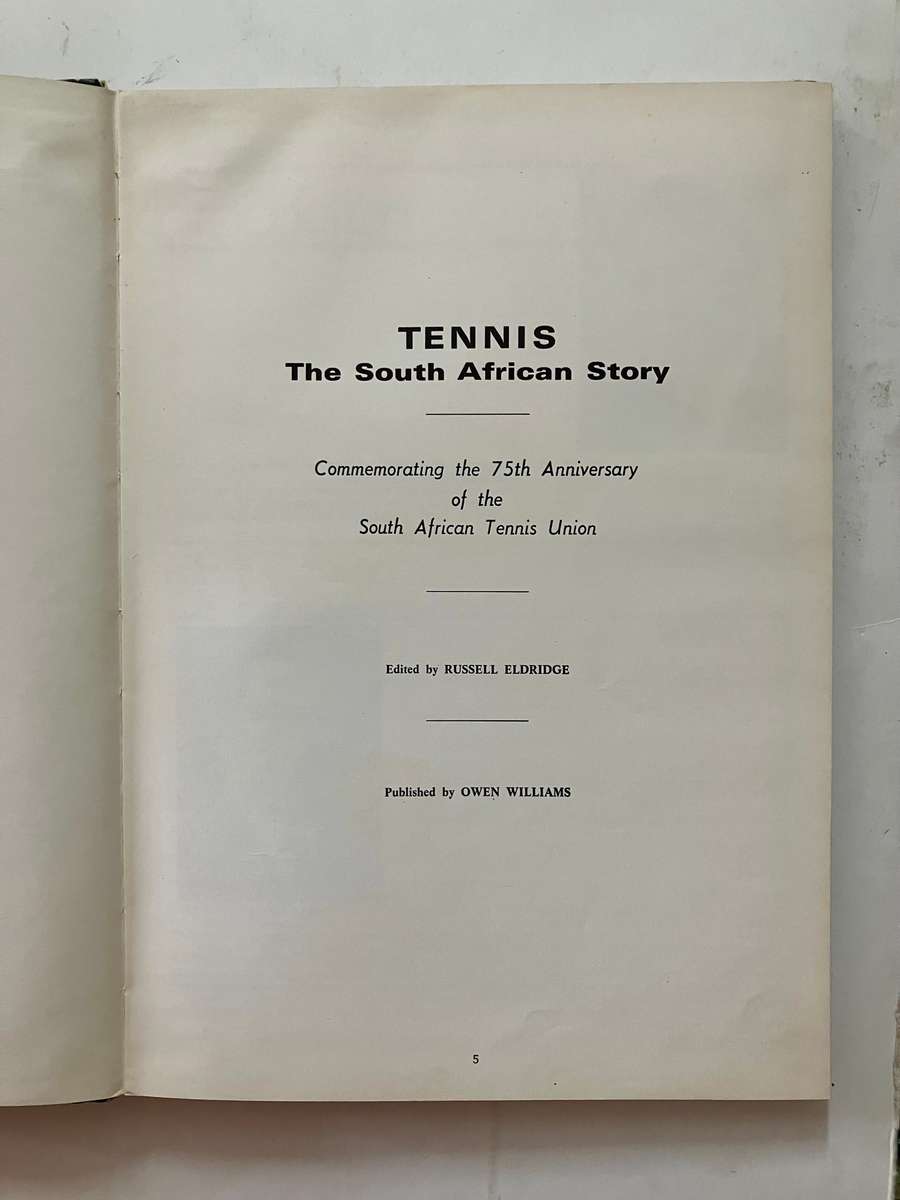 TENNIS
The South African Story
Commemorating the 75th Anniversary
of the
South African Tennis Union
Edited by RUSSELL ELDRIDGE
Published by OWEN WILLIAMS
5